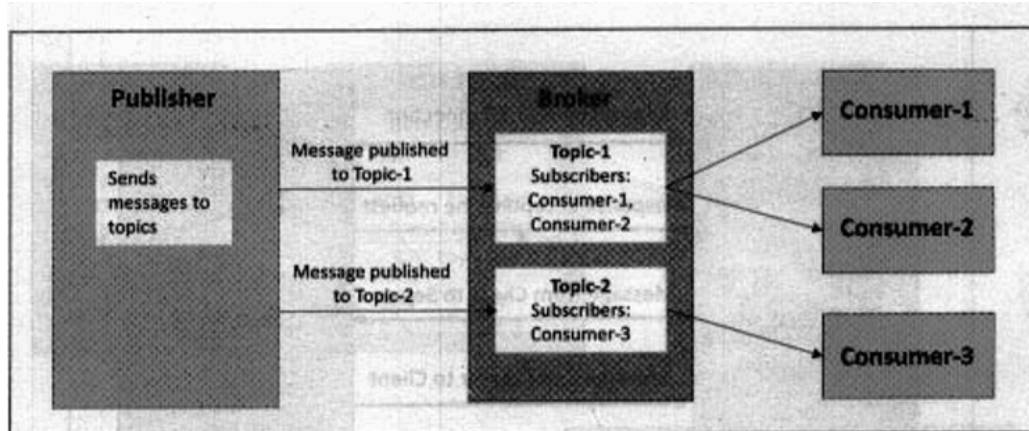 Publisher
Sends
messages to
topics
Message published
to Topic-1
Message published
to Topic-2
Broker
Topic-1
Subscribers:
Consumer-1,
Consumer-2
Topic-2
Subscribers:
Consumer-3
Consumer-1
Consumer-2
Consumer-3